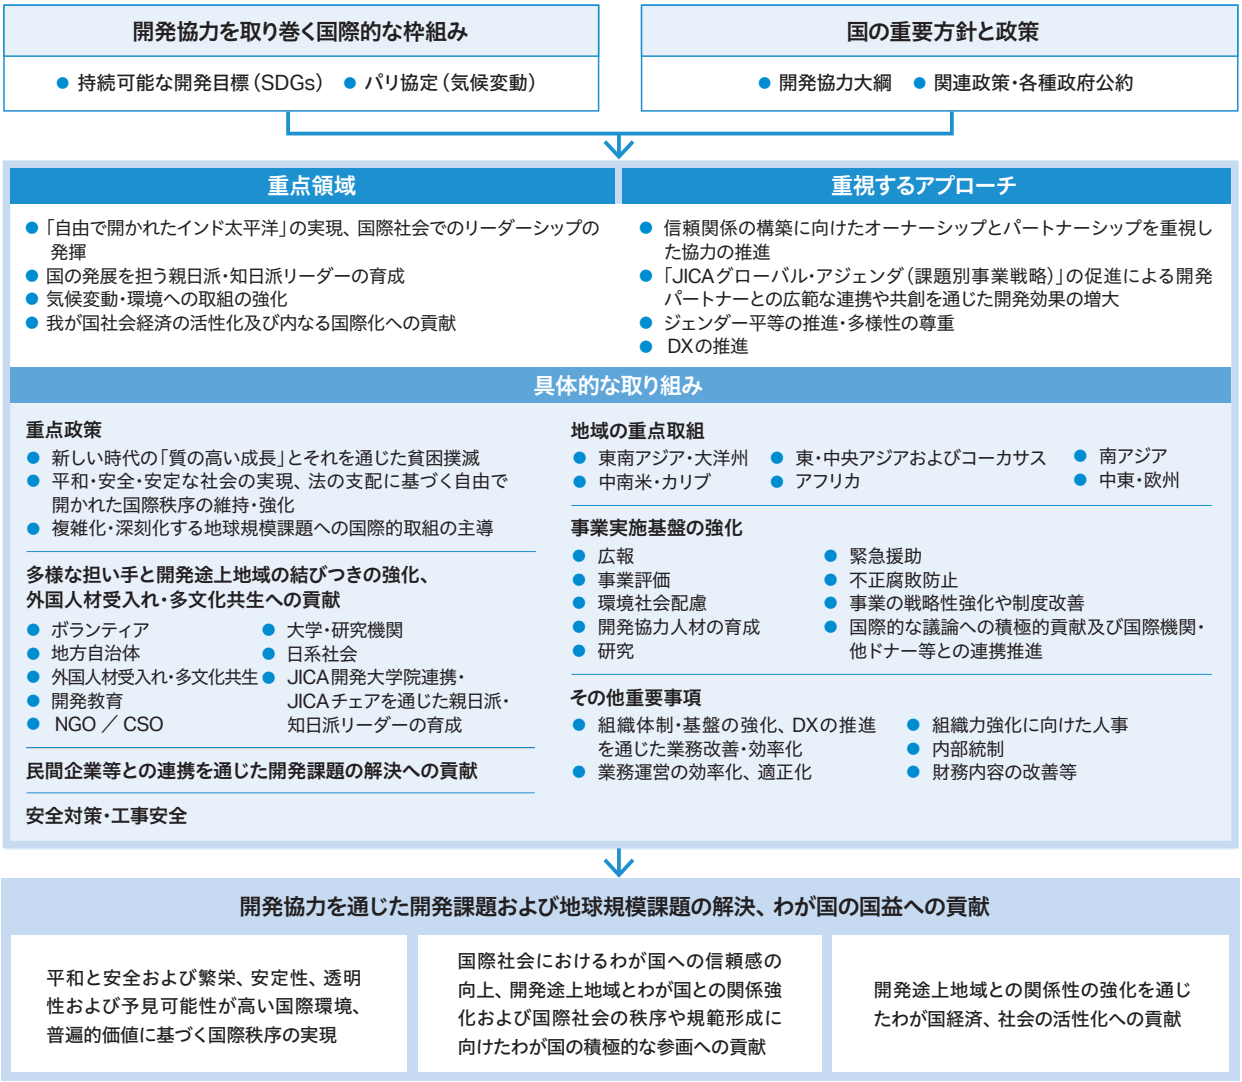 開発協力を取り巻く国際的な枠組み
● 持続可能な開発目標（SDGs） ● パリ協定（気候変動）
国の重要方針と政策
● 開発協力大綱 ● 関連政策・各種政府公約
重点領域
● 「自由で開かれたインド太平洋」の実現、国際社会でのリーダーシップの
発揮
● 国の発展を担う親日派・知日派リーダーの育成
● 気候変動・環境への取組の強化
● 我が国社会経済の活性化及び内なる国際化への貢献
重視するアプローチ
● 信頼関係の構築に向けたオーナーシップとパートナーシップを重視し
た協力の推進
● 「JICAグローバル・アジェンダ（課題別事業戦略）」の促進による開発
パートナーとの広範な連携や共創を通じた開発効果の増大
● ジェンダー平等の推進・多様性の尊重
● DXの推進
具体的な取り組み
重点政策
● 新しい時代の「質の高い成長」とそれを通じた貧困撲滅
● 平和・安全・安定な社会の実現、法の支配に基づく自由で
開かれた国際秩序の維持・強化
● 複雑化・深刻化する地球規模課題への国際的取組の主導
多様な担い手と開発途上地域の結びつきの強化、
外国人材受入れ・多文化共生への貢献
● ボランティア
● 地方自治体
● 外国人材受入れ・多文化共生
● 開発教育
● NGO ／ CSO
● 大学・研究機関
● 日系社会
● JICA開発大学院連携・
JICAチェアを通じた親日派・
知日派リーダーの育成
民間企業等との連携を通じた開発課題の解決への貢献
安全対策・工事安全
地域の重点取組
● 東南アジア・大洋州 ● 東・中央アジアおよびコーカサス ● 南アジア
● 中南米・カリブ ● アフリカ ● 中東・欧州
事業実施基盤の強化
● 広報
● 事業評価
● 環境社会配慮
● 開発協力人材の育成
● 研究
● 緊急援助
● 不正腐敗防止
● 事業の戦略性強化や制度改善
● 国際的な議論への積極的貢献及び国際機関・
他ドナー等との連携推進
その他重要事項
● 組織体制・基盤の強化、DXの推進
を通じた業務改善・効率化
● 業務運営の効率化、適正化
● 組織力強化に向けた人事
● 内部統制
● 財務内容の改善等
開発協力を通じた開発課題および地球規模課題の解決、わが国の国益への貢献
平和と安全および繁栄、安定性、透明
性および予見可能性が高い国際環境、
普遍的価値に基づく国際秩序の実現
国際社会におけるわが国への信頼感の
向上、開発途上地域とわが国との関係強
化および国際社会の秩序や規範形成に
向けたわが国の積極的な参画への貢献
開発途上地域との関係性の強化を通じ
たわが国経済、社会の活性化への貢献